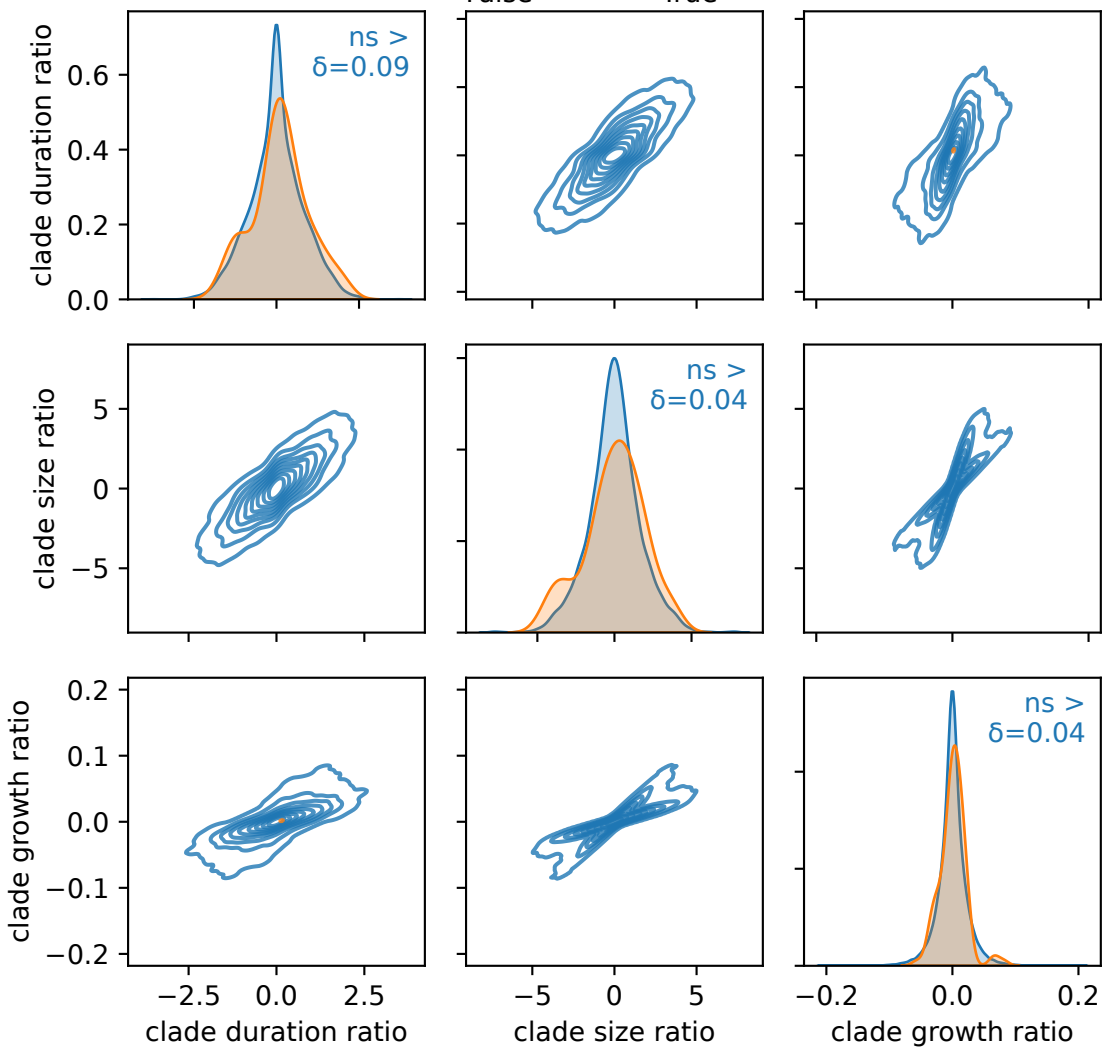 ns >
δ=0.09
clade duration ratio
0.6
0.4
0.2
0.0
ns >
δ=0.04
clade size ratio
5
0
−5
ns >
δ=0.04
clade growth ratio
0.2
0.1
0.0
−0.1
−0.2
−2.5 0.0 2.5
−5 0 5
−0.2 0.0 0.2
clade duration ratio
clade size ratio
clade growth ratio